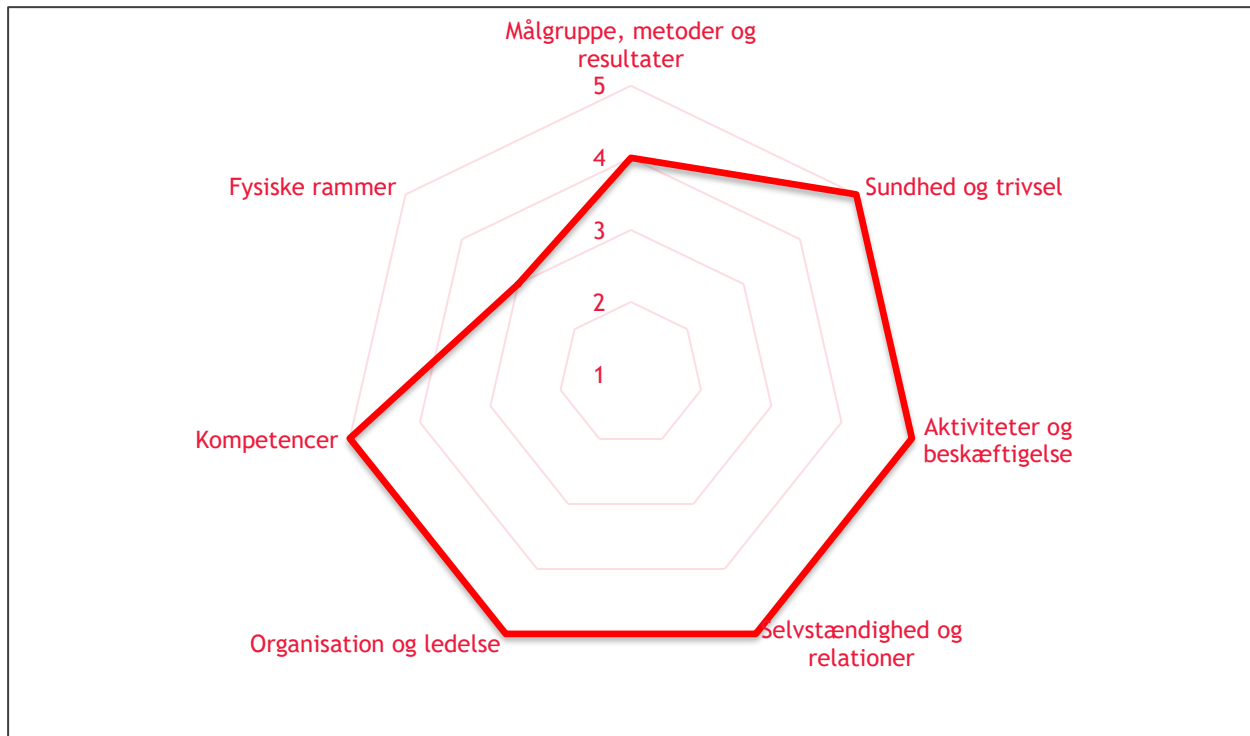 Målgruppe, metoder og
resultater
5
4
3
2
1
Fysiske rammer
Sundhed og trivsel
Kompetencer
Aktiviteter og
beskæftigelse
Organisation og ledelse
Selvstændighed og
relationer